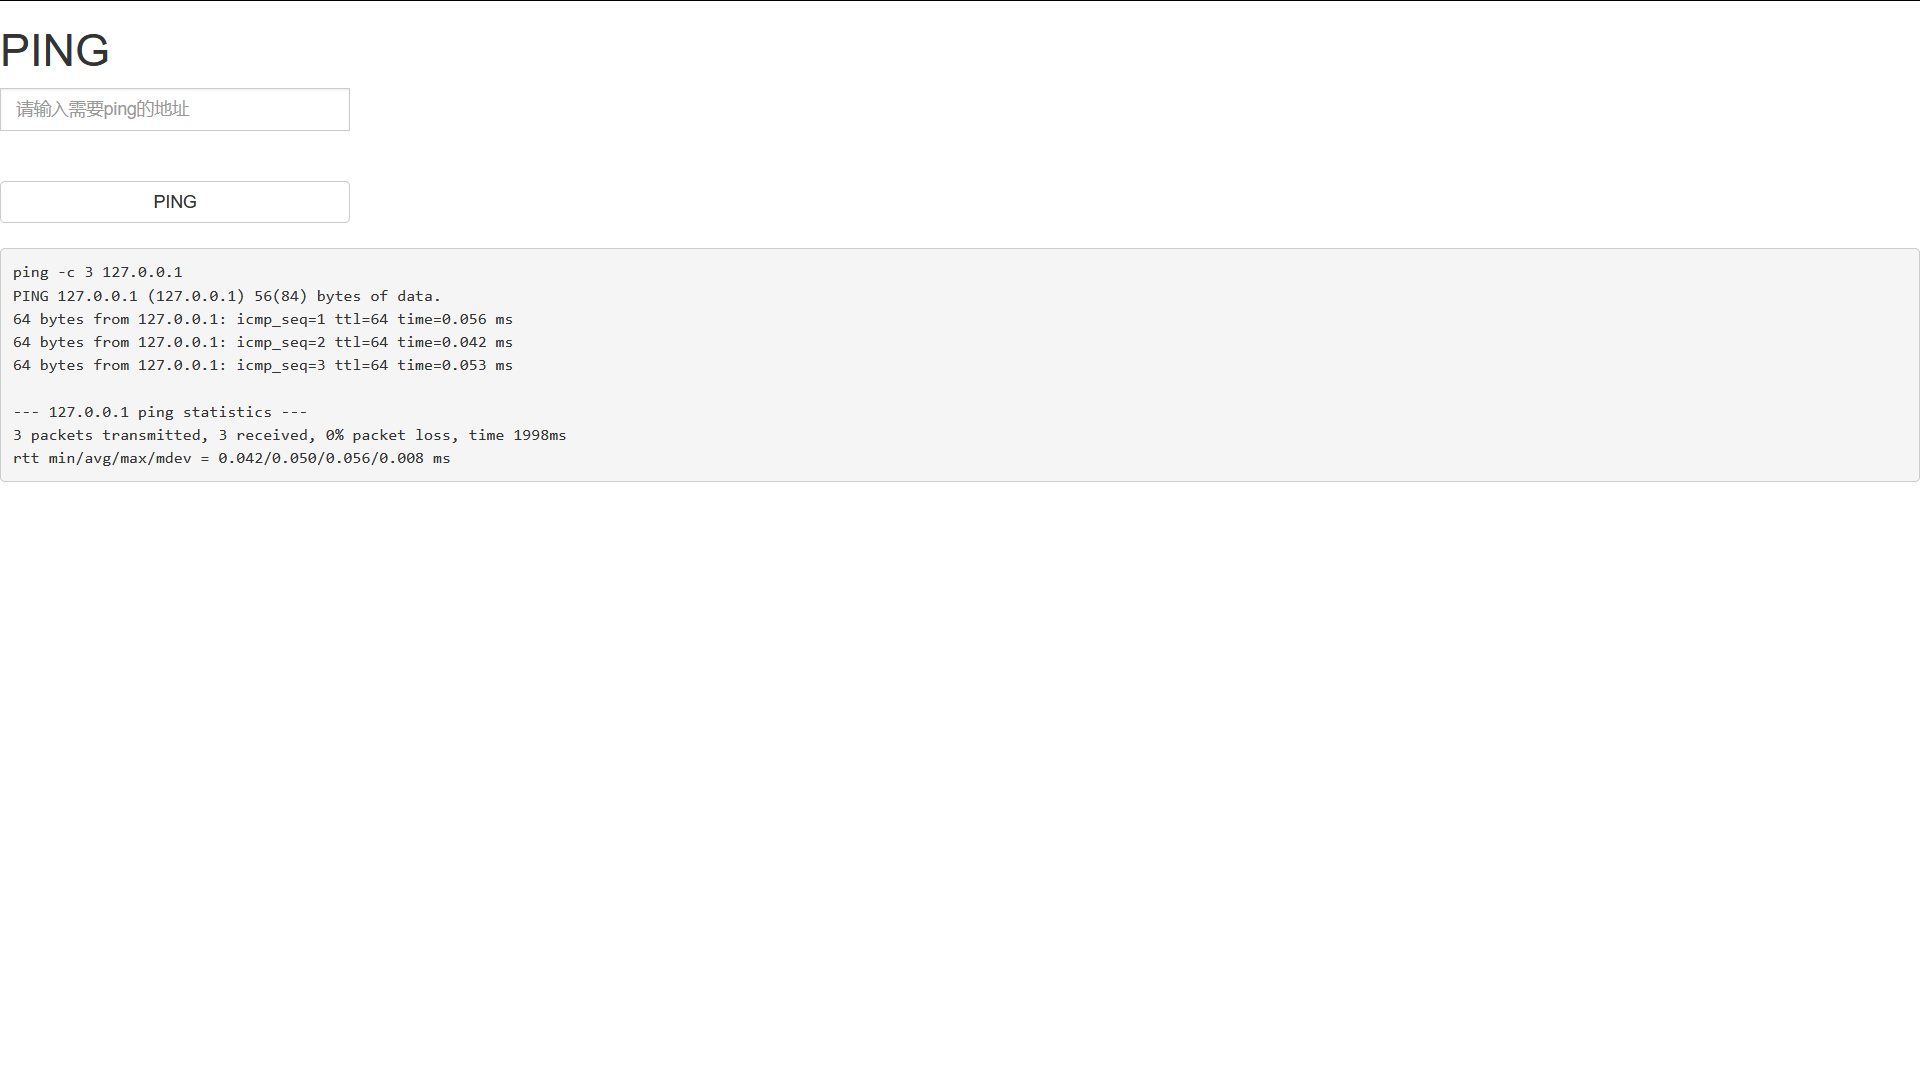 PING
请输入需要ping的地址
PING
ping -c 3 127.0.0.1
PING 127.0.0.1 (127.0.0.1) 56(84) bytes of data.
64 bytes from 127.0.0.1: icmp_seq=1 ttl=64 time=0.056 ms
64 bytes from 127.0.0.1: icmp_seq=2 ttl=64 time=0.042 ms
64 bytes from 127.0.0.1: icmp_seq=3 ttl=64 time=0.053 ms
--- 127.0.0.1 ping statistics ---
3 packets transmitted, 3 received, 0% packet loss, time 1998ms
rtt min/avg/max/mdev = 0.042/0.050/0.056/0.008 ms